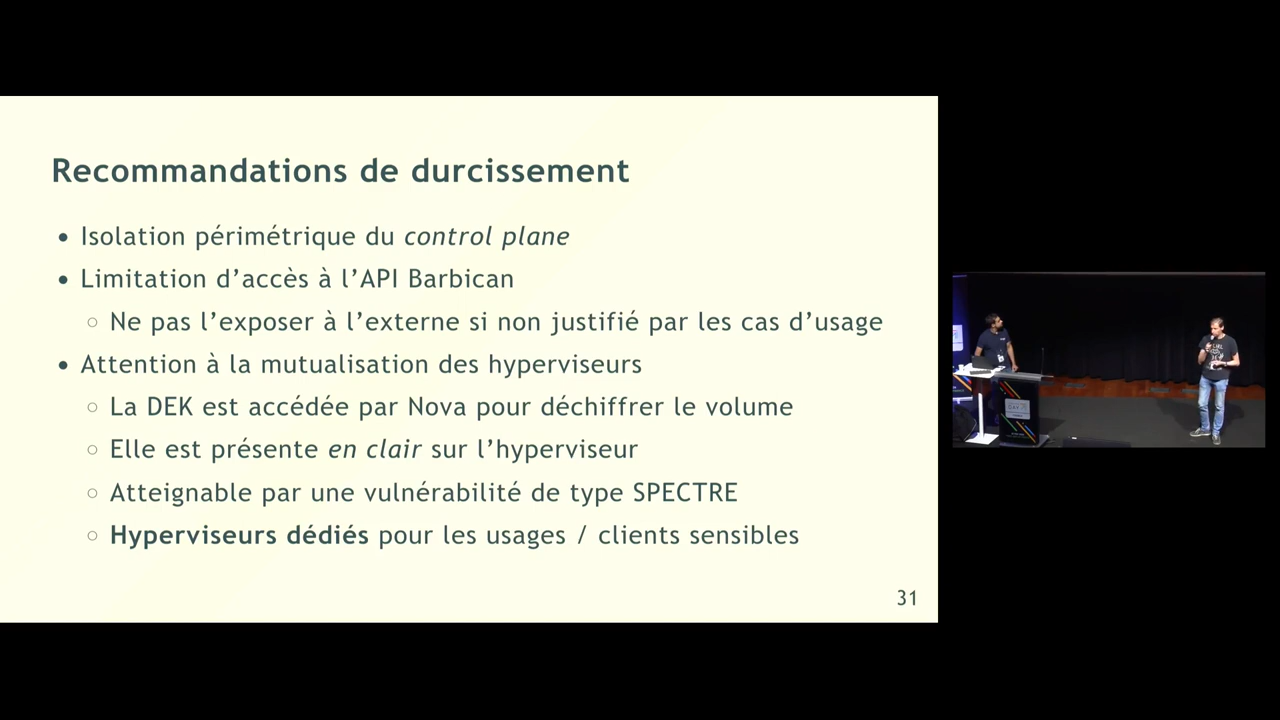 Recommandations de durcissement
• Isolation périmétrique du control plane
• Limitation d’accès à l’API Barbican
○ Ne pas l’exposer à l’externe si non justifié par les cas d’usage
• Attention à la mutualisation des hyperviseurs
○ La DEK est accédée par Nova pour déchiffrer le volume
○ Elle est présente en clair sur l’hyperviseur
○ Atteignable par une vulnérabilité de type SPECTRE
○ Hyperviseurs dédiés pour les usages / clients sensibles
31